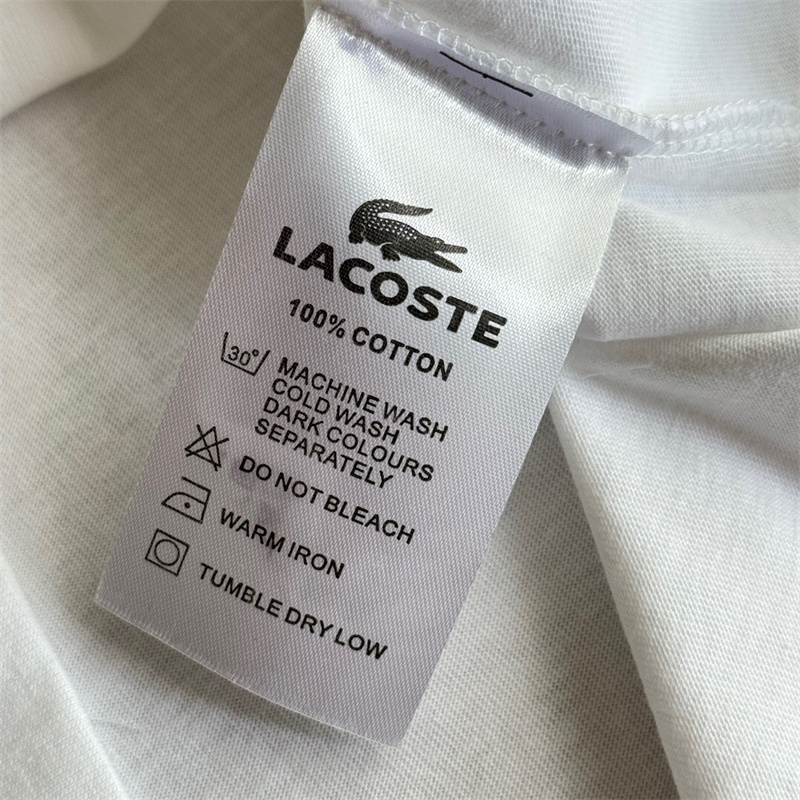 LACOSTE
100% COTTON
30°
MACHINE WASH
COLD WASH
DARK COLOURS
SEPARATELY
DO NOT BLEACH
WARM IRON
TUMBLE DRY LOW